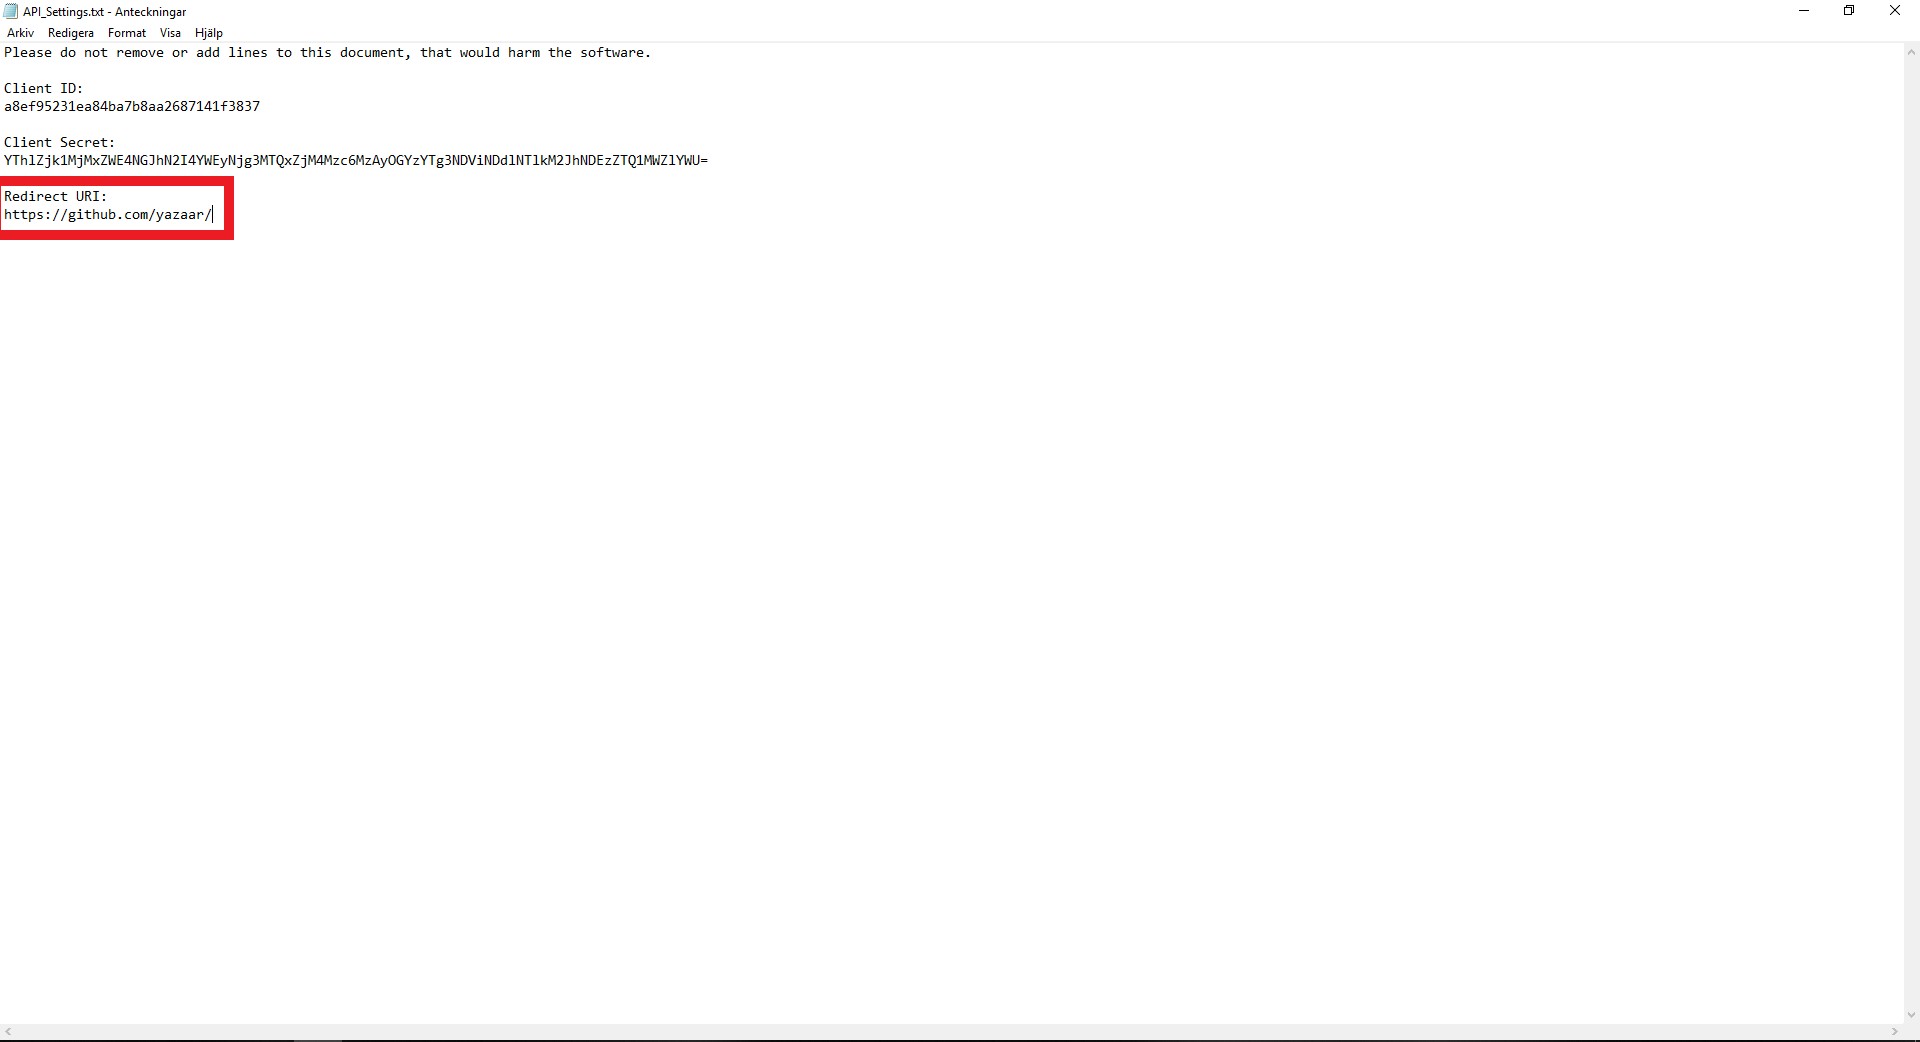 API_Settings.txt - Anteckningar
Arkiv Redigera Format Visa Hjälp
Please do not remove or add lines to this document, that would harm the software.
Client ID:
a8ef95231ea84ba7b8aa2687141f3837
Client Secret:
YThlZjk1MjMxZWE4NGJhN2I4YWEyNjg3MTQxZjM4Mzc6MzAyOGYzYTg3NDViNDdlNTlkM2JhNDEzZTQ1MWZlYWU=
Redirect URI:
https://github.com/yazaar/